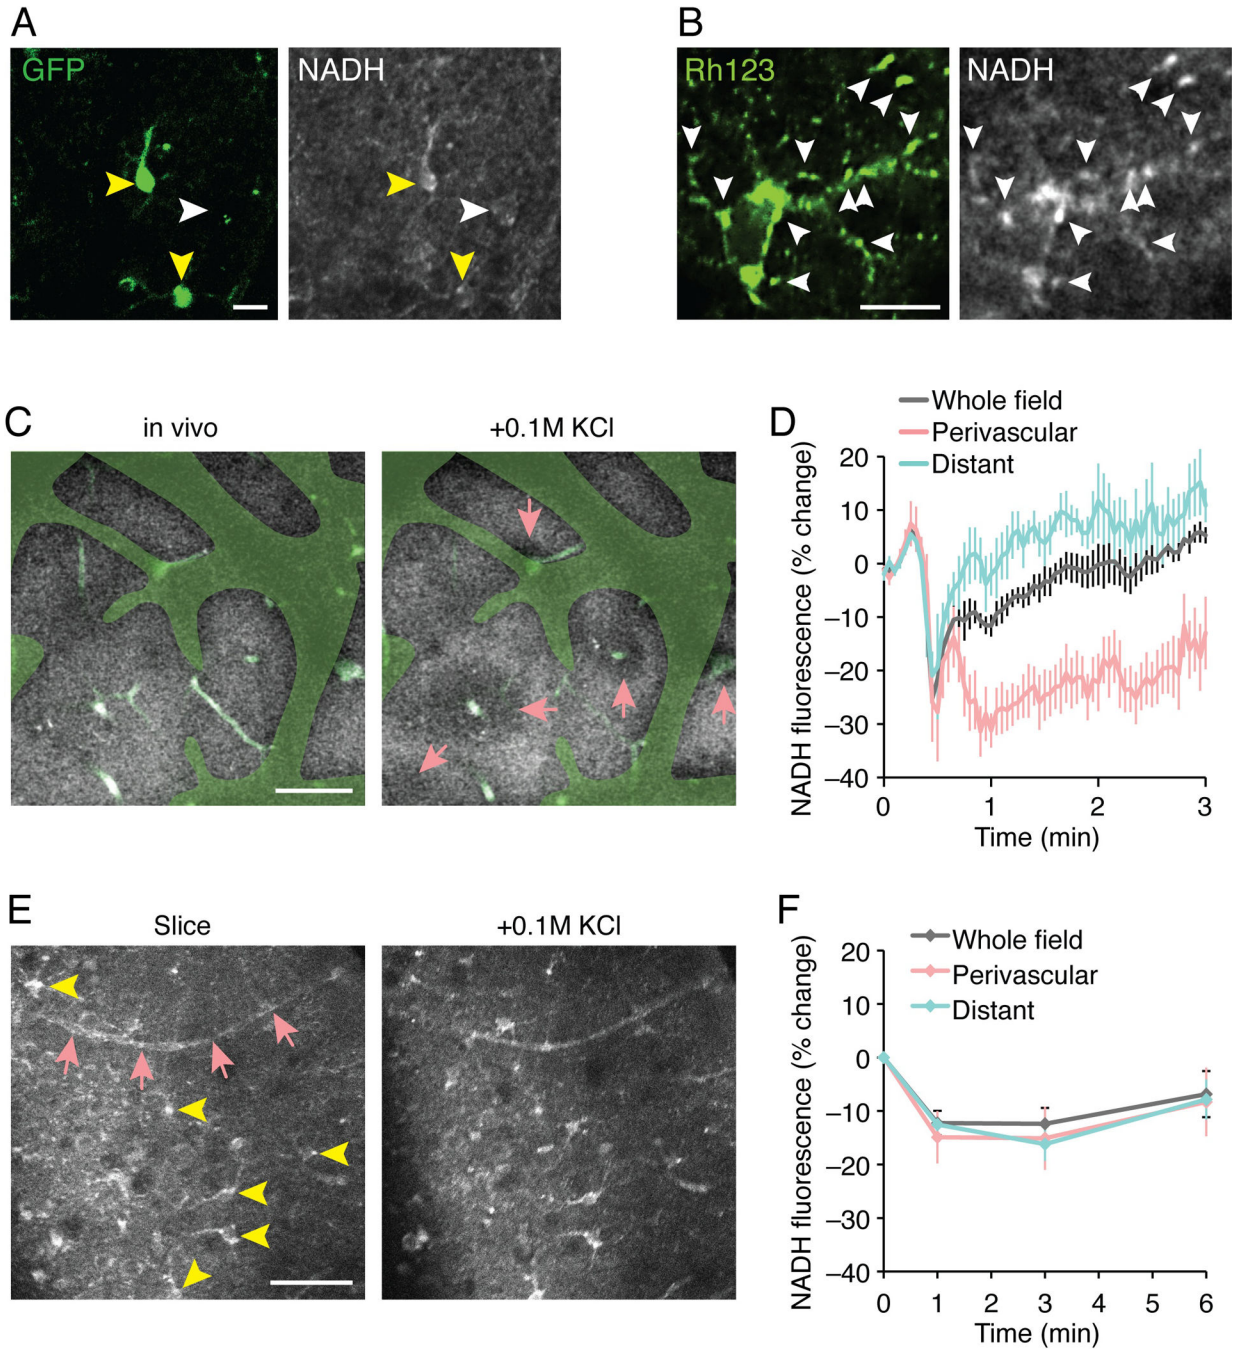 A
GFP
NADH
B
Rh123
NADH
C
in vivo
+0.1M KCl
D
Whole field
Perivascular
Distant
NADH fluorescence (% change)
20
10
0
−10
−20
−30
−40
0
1
2
3
Time (min)
E
Slice
+0.1M KCl
F
Whole field
Perivascular
Distant
NADH fluorescence (% change)
20
10
0
−10
−20
−30
−40
0
1
2
3
4
5
6
Time (min)